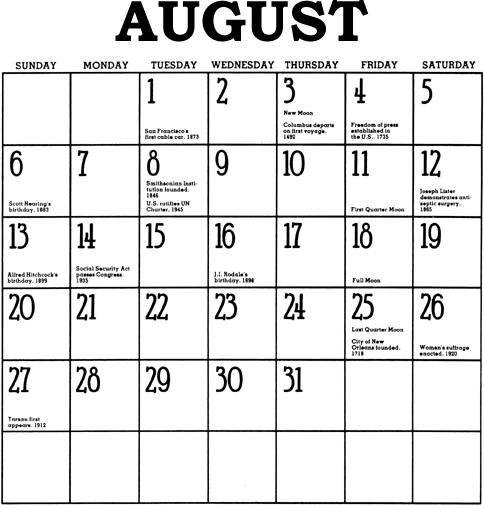 AUGUST
SUNDAY MONDAY TUESDAY WEDNESDAY THURSDAY FRIDAY SATURDAY
1
San Francisco's
first cable car. 1873
2
3
New Moon
Columbus departs
on first voyage.
1492
4
Freedom of press
established in
the U.S.. 1735
5
6
Scott Nearing's
birthday. 1883
7
8
Smithsonian Insti-
tution founded.
1846
U.S. ratifies UN
Charter. 1945
9
10
11
First Quarter Moon
12
Joseph Lister
demonstrates anti-
septic surgery.
1865
13
Alfred Hitchcock's
birthday. 1899
14
Social Security Act
passes Congress.
1935
15
16
J.I. Rodale's
birthday. 1898
17
18
Full Moon
19
20
21
22
23
24
25
Last Quarter Moon
City of New
Orleans founded.
1718
26
Women's suffrage
enacted. 1920
27
Tarzan first
appears. 1912
28
29
30
31